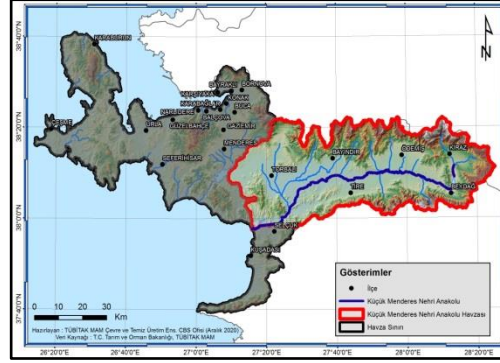 KARABURUN
BAYRAKLI
BORNOVA
KARŞIYAKA
KONAK
KARABAĞLAR
BUCA
NARLIDERE
BALÇOVA
GÜZELBAHÇE
GAZİEMİR
ÇEŞME
URLA
MENDERES
SEFERİHİSAR
TORBALI
BAYINDIR
ÖDEMİŞ
KİRAZ
TİRE
BEYDAĞ
SELÇUK
KUŞADASI
38°40'0"N
38°20'0"N
38°0'0"N
37°40'0"N
Gösterimler
İlçe
Küçük Menderes Nehri Anakolu
Küçük Menderes Nehri Anakolu Havzası
Havza Sınırı
0 10 20 30 40
Km
Hazırlayan : TÜBİTAK MAM Çevre ve Temiz Üretim Ens. CBS Ofisi (Aralık 2020)
Veri Kaynağı : T.C. Tarım ve Orman Bakanlığı, TÜBİTAK MAM
26°20'0"E 26°40'0"E 27°0'0"E 27°20'0"E 27°40'0"E 28°0'0"E 28°20'0"E